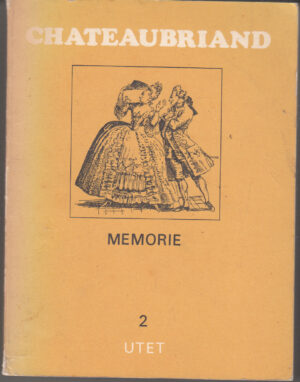 CHATEAUBRIAND
MEMORIE
2
UTET